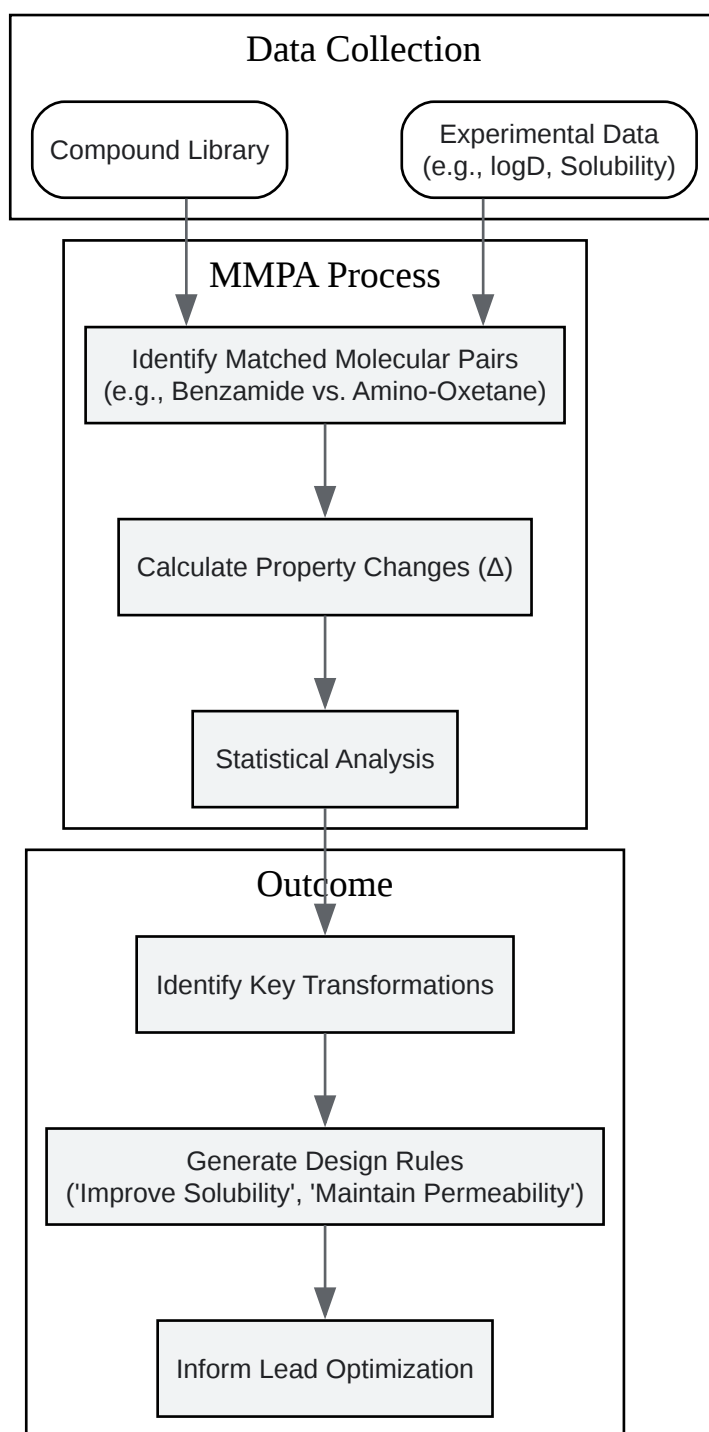 Data Collection
Compound Library
Experimental Data
(e.g., logD, Solubility)
MMPA Process
Identify Matched Molecular Pairs
(e.g., Benzamide vs. Amino-Oxetane)
Calculate Property Changes (Δ)
Statistical Analysis
Outcome
Identify Key Transformations
Generate Design Rules
('Improve Solubility', 'Maintain Permeability')
Inform Lead Optimization